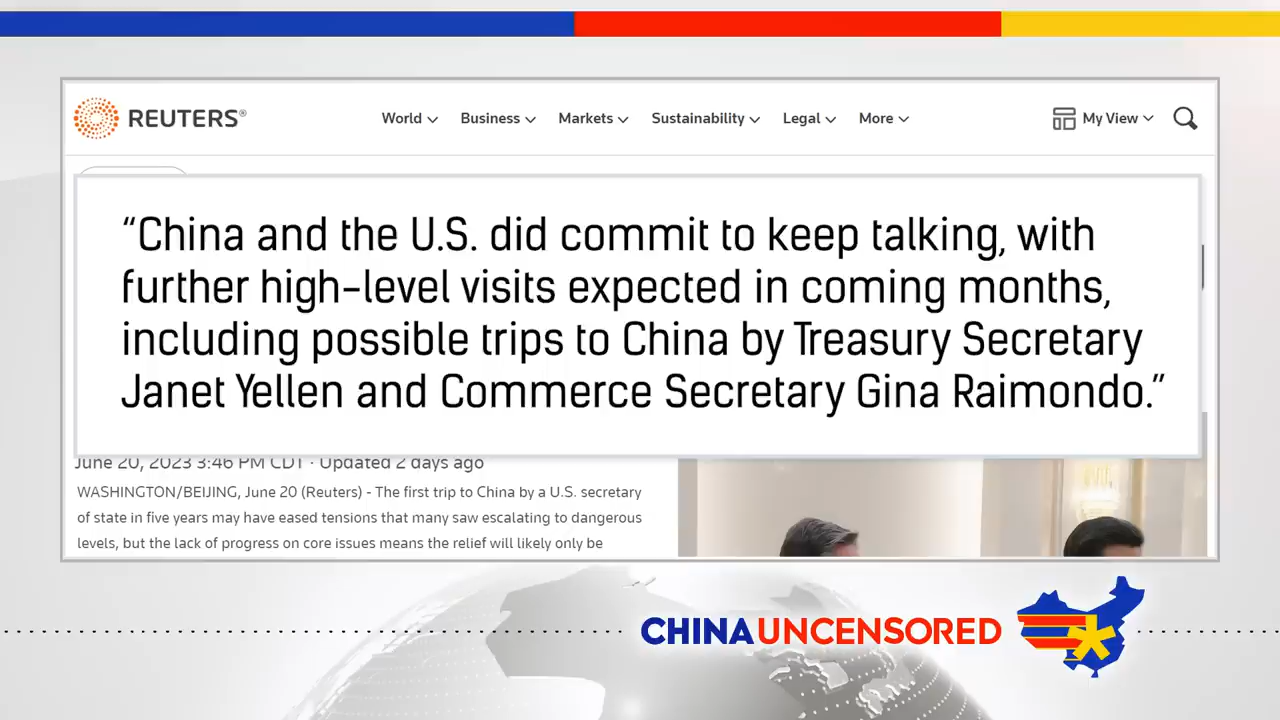 REUTERS®
World Business Markets Sustainability Legal More My View
“China and the U.S. did commit to keep talking, with
further high-level visits expected in coming months,
including possible trips to China by Treasury Secretary
Janet Yellen and Commerce Secretary Gina Raimondo.”
June 20, 2023 3:46 PM CDT · Updated 2 days ago
WASHINGTON/BEIJING, June 20 (Reuters) - The first trip to China by a U.S. secretary
of state in five years may have eased tensions that many saw escalating to dangerous
levels, but the lack of progress on core issues means the relief will likely only be
CHINA UNCENSORED